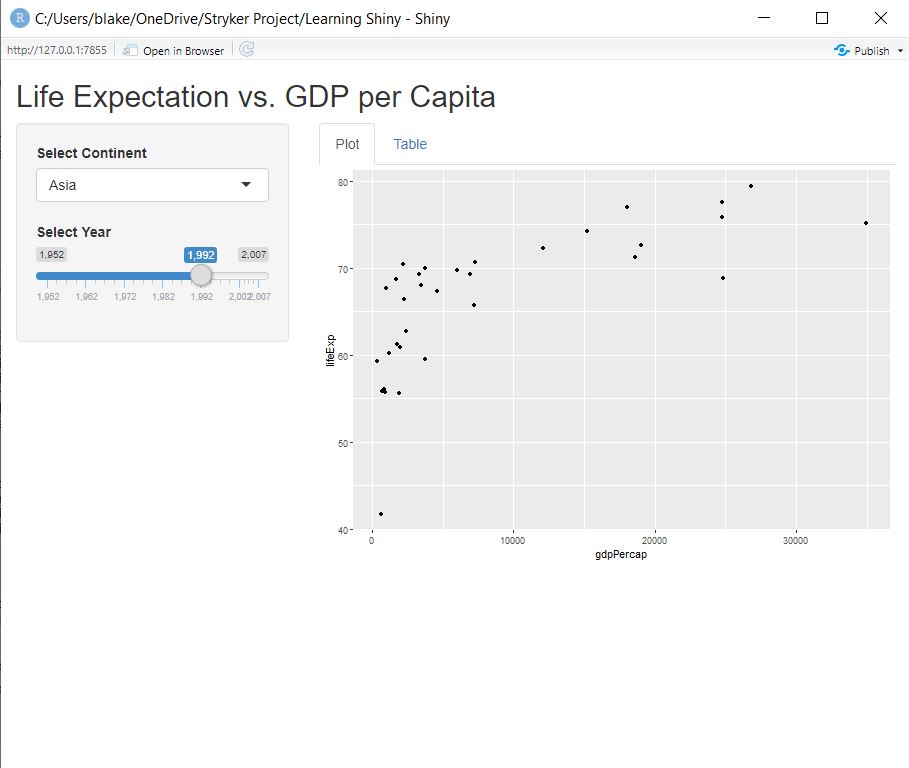 R C:/Users/blake/OneDrive/Stryker Project/Learning Shiny - Shiny
http://127.0.0.1:7855 Open in Browser Publish
Life Expectation vs. GDP per Capita
Select Continent
Asia
Select Year
1,952 1,992 2,007
1,952 1,962 1,972 1,982 1,992 2,002 2,007
Plot Table
80
70
60
50
40
lifeExp
0 10000 20000 30000
gdpPercap